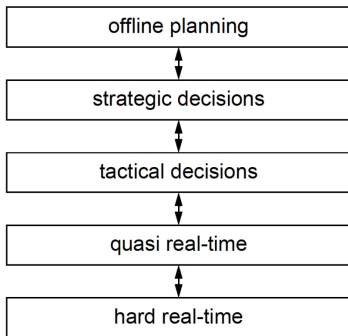 offline planning
strategic decisions
tactical decisions
quasi real-time
hard real-time